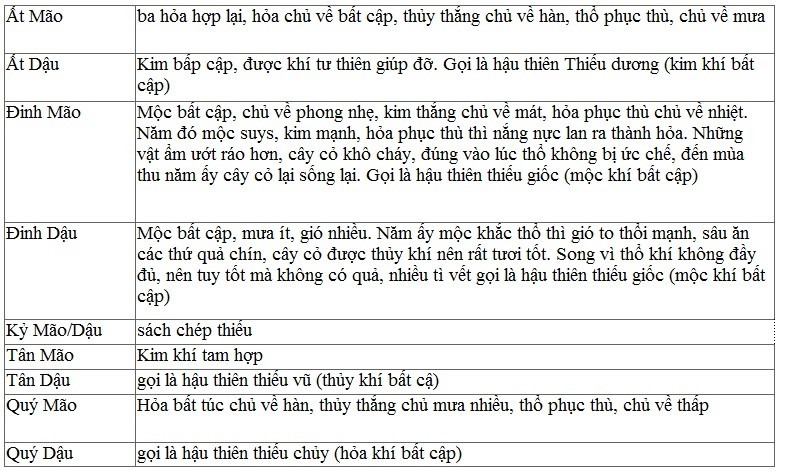 Ất Mão ba hỏa hợp lại, hỏa chủ về bất cập, thủy thắng chủ về hàn, thổ phục thù, chủ về mưa
Ất Dậu Kim bấp cập, được khí tư thiên giúp đỡ. Gọi là hậu thiên Thiếu dương (kim khí bất
cập)
Đinh Mão Mộc bất cập, chủ về phong nhẹ, kim thắng chủ về mát, hỏa phục thù chủ về nhiệt.
Năm đó mộc suys, kim mạnh, hỏa phục thù thì nắng nực lan ra thành hỏa. Những
vật ẩm ướt ráo hơn, cây cỏ khô cháy, đúng vào lúc thổ không bị ức chế, đến mùa
thu năm ấy cây cỏ lại sống lại. Gọi là hậu thiên thiếu giốc (mộc khí bất cập)
Đinh Dậu Mộc bất cập, mưa ít, gió nhiều. Năm ấy mộc khắc thổ thì gió to thổi mạnh, sâu ăn
các thứ quả chín, cây cỏ được thủy khí nên rất tươi tốt. Song vì thổ khí không đầy
đủ, nên tuy tốt mà không có quả, nhiều tì vết gọi là hậu thiên thiếu giốc (mộc khí bất
cập)
Kỷ Mão/Dậu sách chép thiếu
Tân Mão Kim khí tam hợp
Tân Dậu gọi là hậu thiên thiếu vũ (thủy khí bất cậ)
Quý Mão Hỏa bất túc chủ về hàn, thủy thắng chủ mưa nhiều, thổ phục thù, chủ về thấp
Quý Dậu gọi là hậu thiên thiếu chủy (hỏa khí bất cập)